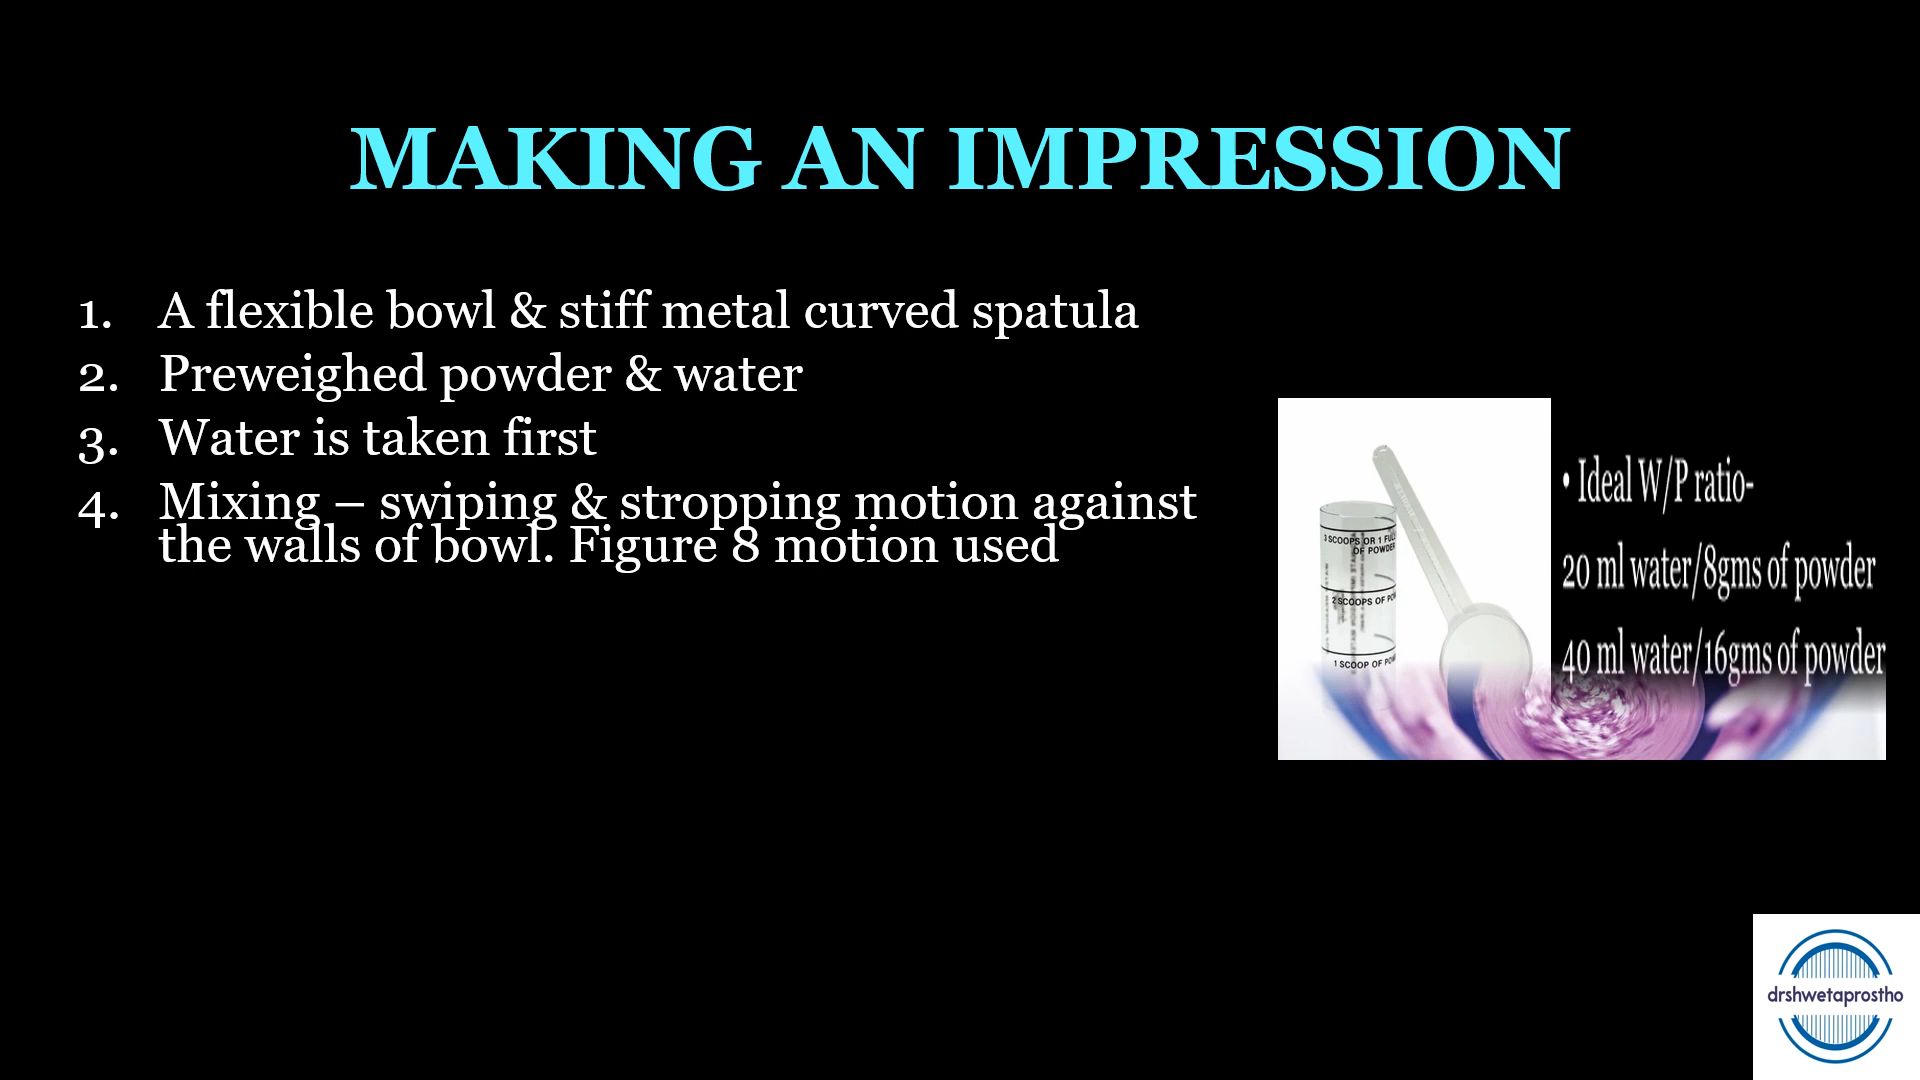 MAKING AN IMPRESSION
1. A flexible bowl & stiff metal curved spatula
2. Preweighed powder & water
3. Water is taken first
4. Mixing – swiping & stropping motion against
the walls of bowl. Figure 8 motion used
3 SCOOPS OR 1 FUL
OF POWDER
2 SCOOPS OF PO
1 SCOOP OF PO
• Ideal W/P ratio-
20 ml water/8gms of powder
40 ml water/16gms of powder
drshwetaprostho